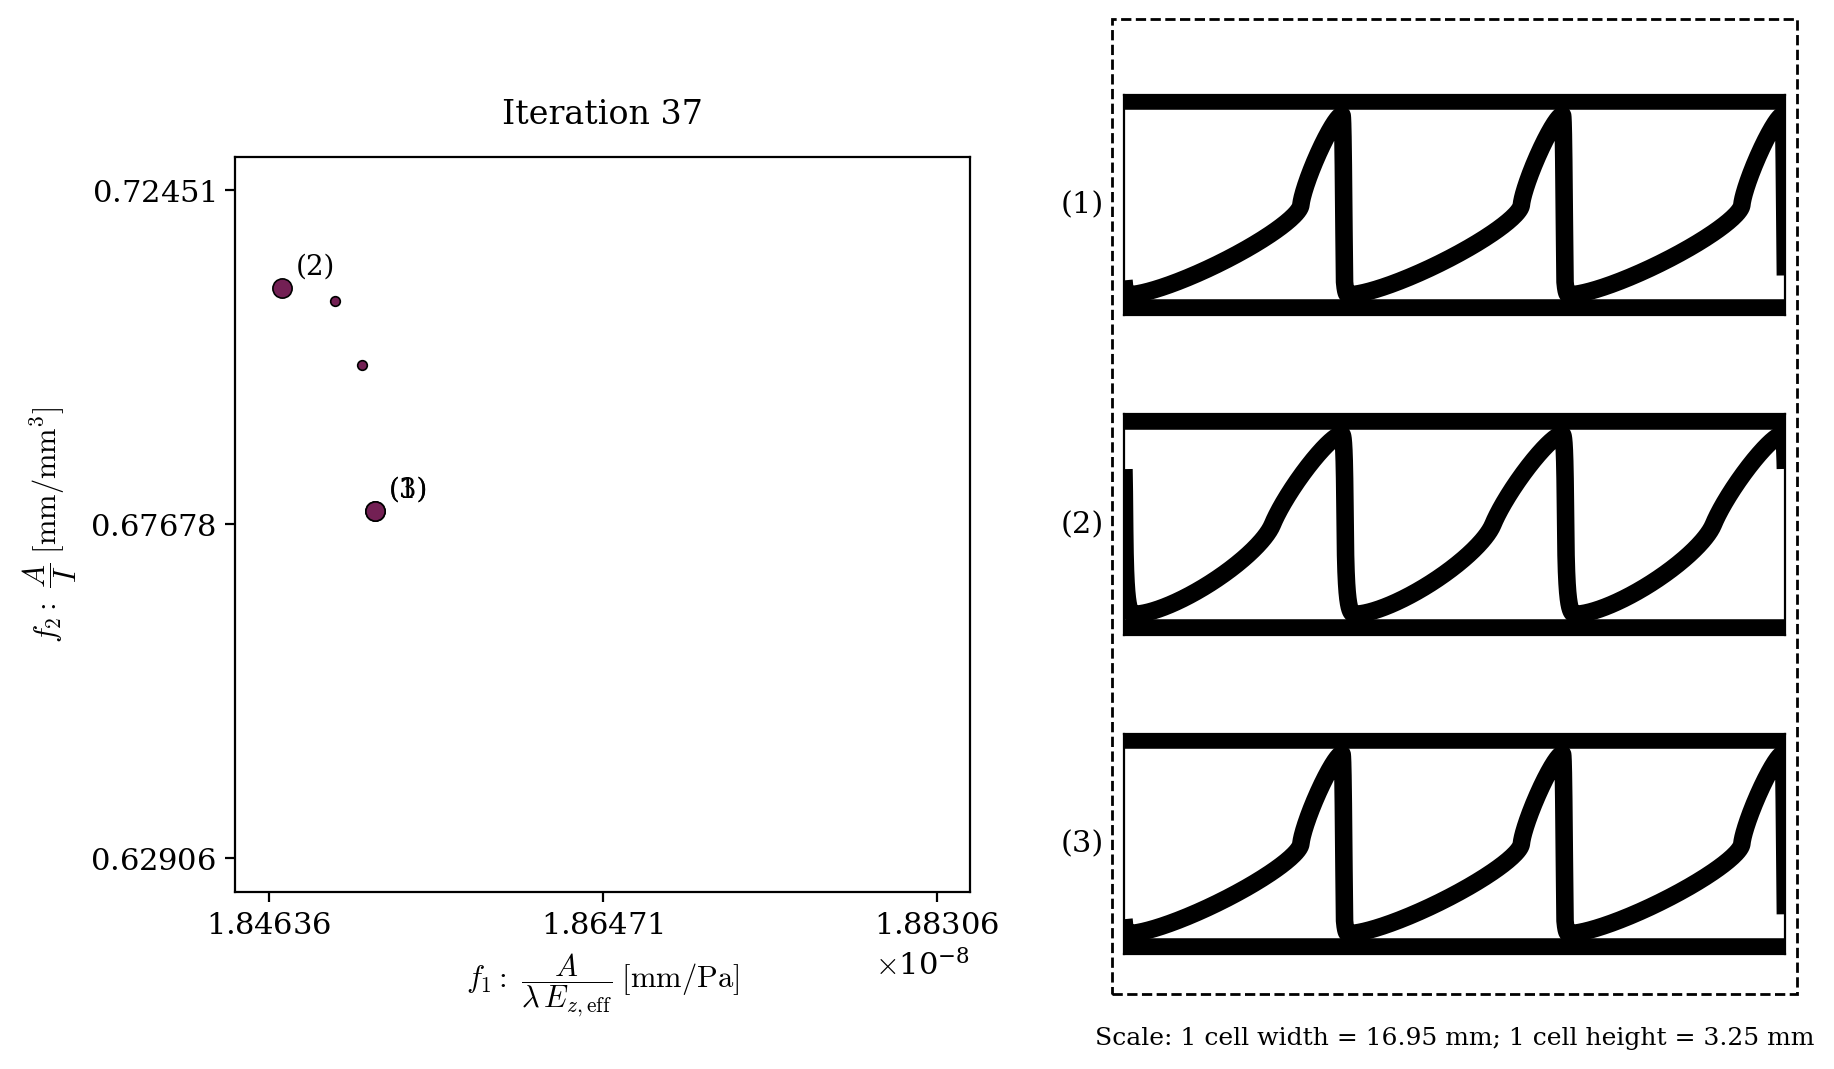 Iteration 37
0.72451
0.67678
0.62906
f₂: A/I [mm/mm³]
(2)
(1)
(3)
1.84636 1.86471 1.88306
×10⁻⁸
f₁: A/(λ E_z,eff) [mm/Pa]
(1)
(2)
(3)
Scale: 1 cell width = 16.95 mm; 1 cell height = 3.25 mm